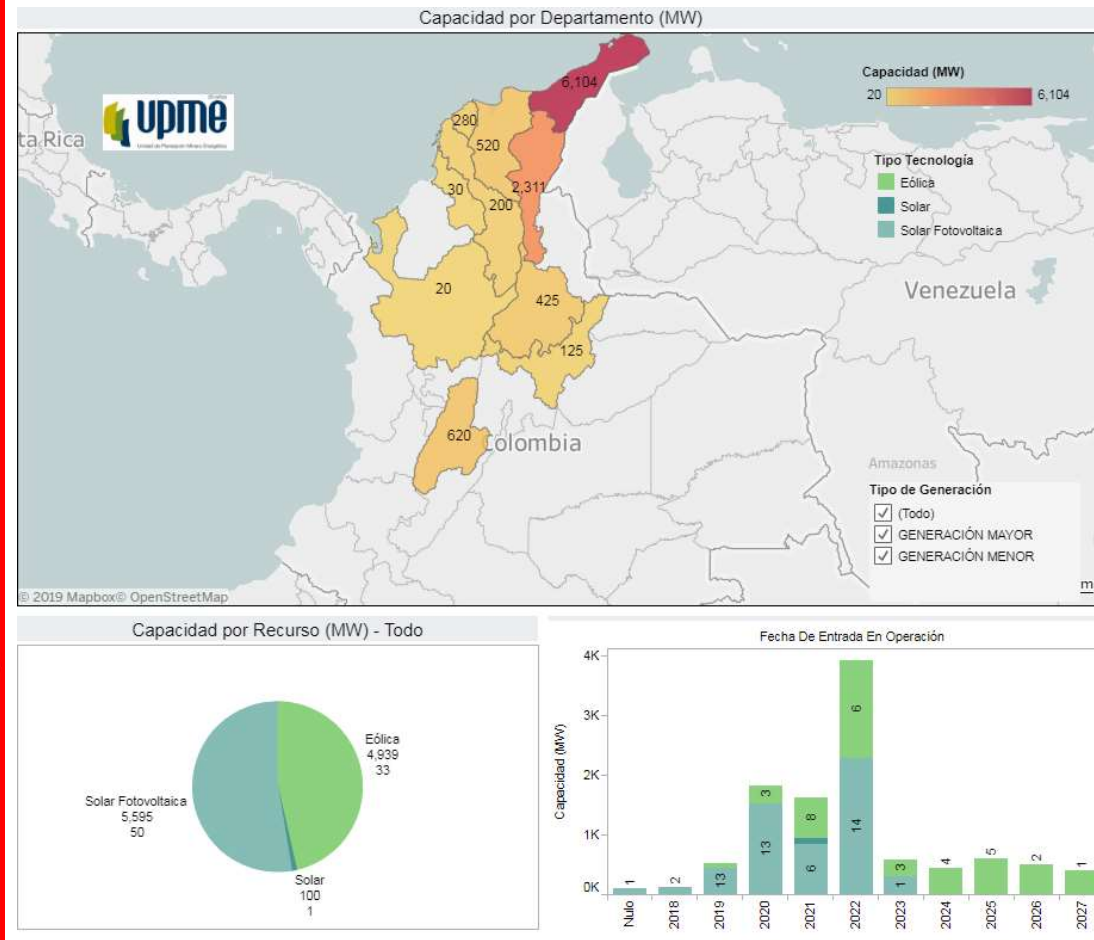 Capacidad por Departamento (MW)
upme
Unidad de Planeación Minero Energética
ta Rica
Capacidad (MW)
20 6,104
Tipo Tecnología
Eólica
Solar
Solar Fotovoltaica
6,104
280
520
30
2,311
200
20
425
125
620
Venezuela
Colombia
Amazonas
Tipo de Generación
(Todo)
GENERACIÓN MAYOR
GENERACIÓN MENOR
© 2019 Mapbox© OpenStreetMap
m
Capacidad por Recurso (MW) - Todo
Eólica
4,939
33
Solar Fotovoltaica
5,595
50
Solar
100
1
Fecha De Entrada En Operación
Capacidad (MW)
4K
3K
2K
1K
0K
1
2
13
13
3
6
8
14
6
1
3
4
5
2
1
Nulo
2018
2019
2020
2021
2022
2023
2024
2025
2026
2027